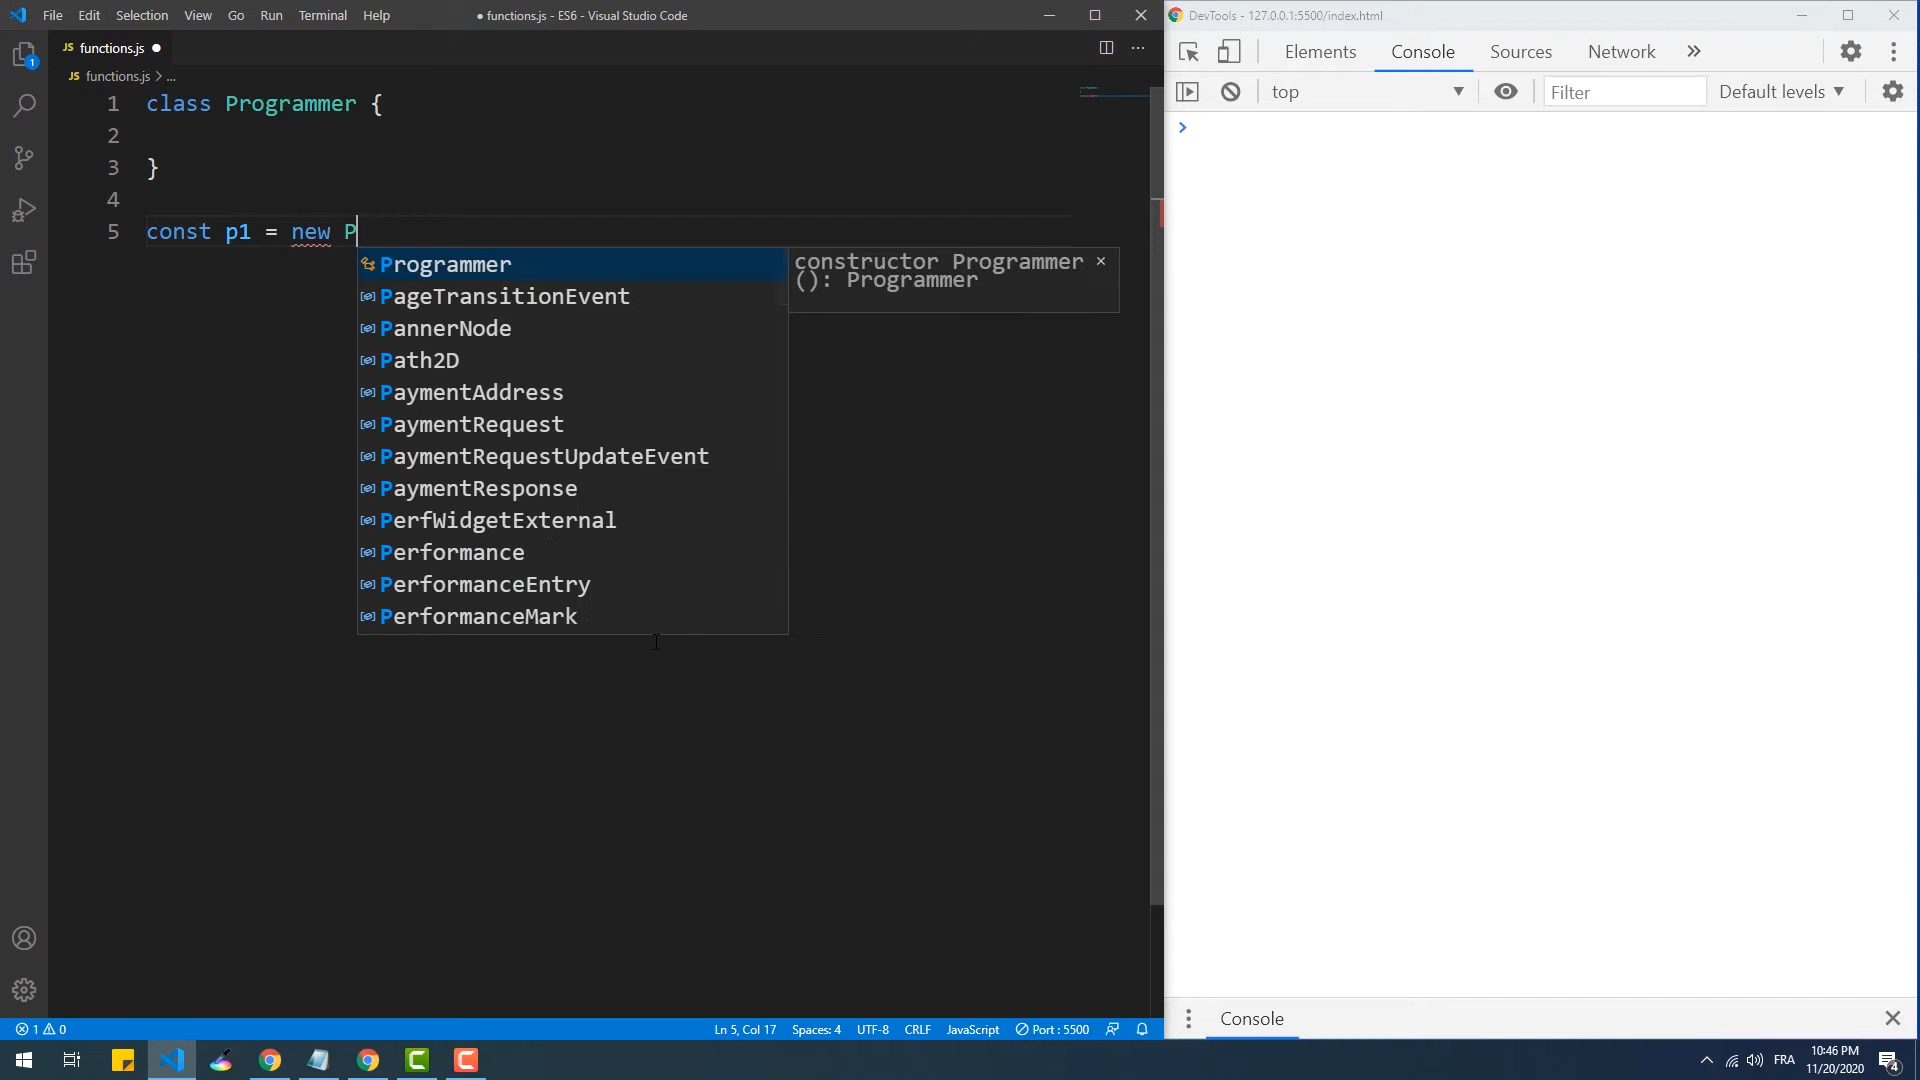 File Edit Selection View Go Run Terminal Help
● functions.js - ES6 - Visual Studio Code
JS functions.js ●
JS functions.js > ...
1 class Programmer {
2
3 }
4
5 const p1 = new P
Programmer
PageTransitionEvent
PannerNode
Path2D
PaymentAddress
PaymentRequest
PaymentRequestUpdateEvent
PaymentResponse
PerfWidgetExternal
Performance
PerformanceEntry
PerformanceMark
constructor Programmer ×
(): Programmer
1
1 0
Ln 5, Col 17 Spaces: 4 UTF-8 CRLF JavaScript Port : 5500
DevTools - 127.0.0.1:5500/index.html
Elements Console Sources Network »
top Filter Default levels
>
Console
FRA
10:46 PM
11/20/2020
4